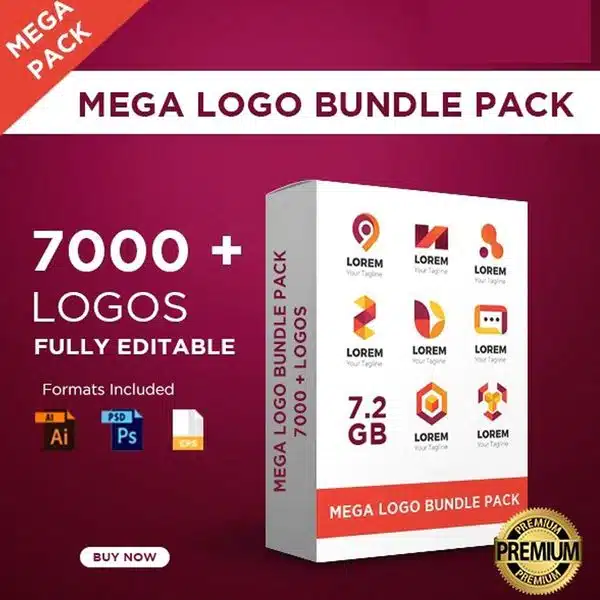 MEGA
PACK
MEGA LOGO BUNDLE PACK
7000 +
LOGOS
FULLY EDITABLE
Formats Included
AI
Ai
PSD
Ps
EPS
BUY NOW
MEGA LOGO BUNDLE PACK
7000 + LOGOS
LOREM
Your Tagline
LOREM
Your Tagline
LOREM
Your Tagline
LOREM
Your Tagline
LOREM
Your Tagline
LOREM
Your Tagline
7.2
GB
LOREM
Your Tagline
LOREM
Your Tagline
MEGA LOGO BUNDLE PACK
PREMIUM
PREMIUM
PREMIUM